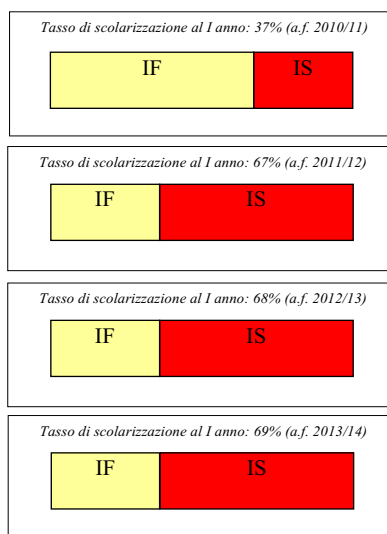 Tasso di scolarizzazione al I anno: 37% (a.f. 2010/11)
IF IS
Tasso di scolarizzazione al I anno: 67% (a.f. 2011/12)
IF IS
Tasso di scolarizzazione al I anno: 68% (a.f. 2012/13)
IF IS
Tasso di scolarizzazione al I anno: 69% (a.f. 2013/14)
IF IS